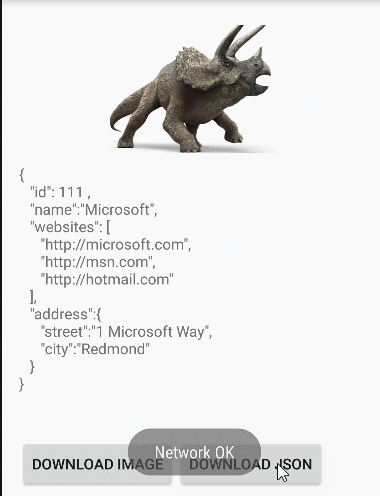 {
"id": 111 ,
"name":"Microsoft",
"websites": [
"http://microsoft.com",
"http://msn.com",
"http://hotmail.com"
],
"address":{
"street":"1 Microsoft Way",
"city":"Redmond"
}
}
Network OK
DOWNLOAD IMAGE DOWNLOAD JSON